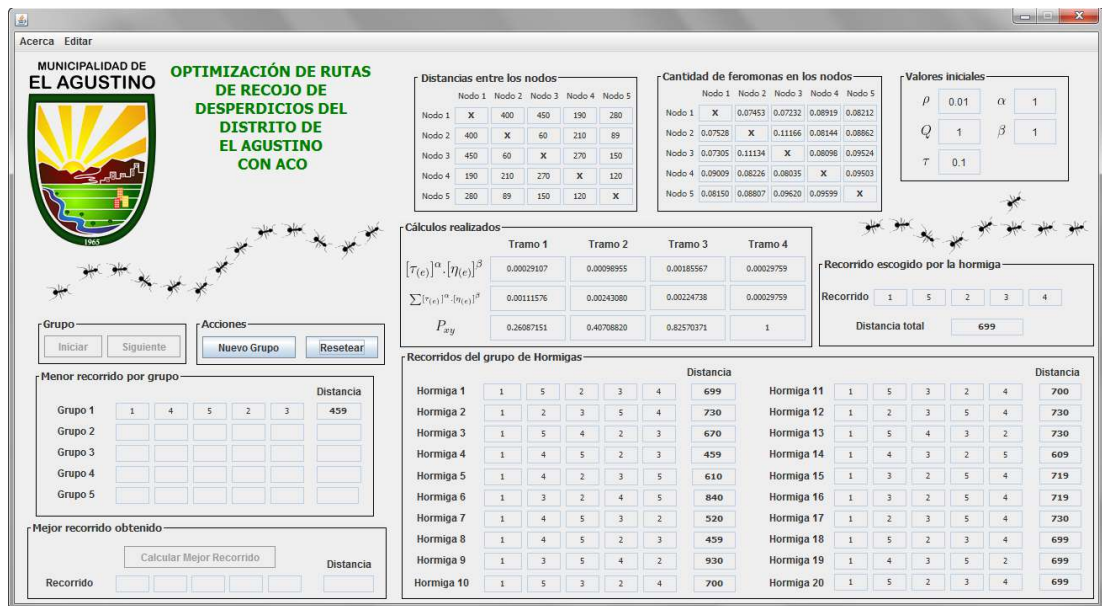 Acerca Editar
MUNICIPALIDAD DE
EL AGUSTINO
1965
OPTIMIZACIÓN DE RUTAS
DE RECOJO DE
DESPERDICIOS DEL
DISTRITO DE
EL AGUSTINO
CON ACO
Distancias entre los nodos
Nodo 1 Nodo 2 Nodo 3 Nodo 4 Nodo 5
Nodo 1 X 400 450 190 280
Nodo 2 400 X 60 210 89
Nodo 3 450 60 X 270 150
Nodo 4 190 210 270 X 120
Nodo 5 280 89 150 120 X
Cantidad de feromonas en los nodos
Nodo 1 Nodo 2 Nodo 3 Nodo 4 Nodo 5
Nodo 1 X 0.07453 0.07232 0.08919 0.08212
Nodo 2 0.07528 X 0.11166 0.08144 0.08862
Nodo 3 0.07305 0.11134 X 0.08098 0.09524
Nodo 4 0.09009 0.08226 0.08035 X 0.09503
Nodo 5 0.08150 0.08807 0.09620 0.09599 X
Valores iniciales
ρ 0.01 α 1
Q 1 β 1
τ 0.1
Cálculos realizados
Tramo 1 Tramo 2 Tramo 3 Tramo 4
[τ(e)]^α.[η(e)]^β 0.00029107 0.00098955 0.00185567 0.00029759
∑[τ(e)]^α.[η(e)]^β 0.00111576 0.00243080 0.00224738 0.00029759
Pxy 0.26087151 0.40708820 0.82570371 1
Recorrido escogido por la hormiga
Recorrido 1 5 2 3 4
Distancia total 699
Grupo
Iniciar Siguiente
Acciones
Nuevo Grupo Resetear
Menor recorrido por grupo
Distancia
Grupo 1 1 4 5 2 3 459
Grupo 2
Grupo 3
Grupo 4
Grupo 5
Mejor recorrido obtenido
Calcular Mejor Recorrido
Distancia
Recorrido
Recorridos del grupo de Hormigas
Distancia
Hormiga 1 1 5 2 3 4 699
Hormiga 2 1 2 3 5 4 730
Hormiga 3 1 5 4 2 3 670
Hormiga 4 1 4 5 2 3 459
Hormiga 5 1 4 2 3 5 610
Hormiga 6 1 3 2 4 5 840
Hormiga 7 1 4 5 3 2 520
Hormiga 8 1 4 5 2 3 459
Hormiga 9 1 3 5 4 2 930
Hormiga 10 1 5 3 2 4 700
Distancia
Hormiga 11 1 5 3 2 4 700
Hormiga 12 1 2 3 5 4 730
Hormiga 13 1 5 4 3 2 730
Hormiga 14 1 4 3 2 5 609
Hormiga 15 1 3 2 5 4 719
Hormiga 16 1 3 2 5 4 719
Hormiga 17 1 2 3 5 4 730
Hormiga 18 1 5 2 3 4 699
Hormiga 19 1 4 3 5 2 699
Hormiga 20 1 5 2 3 4 699